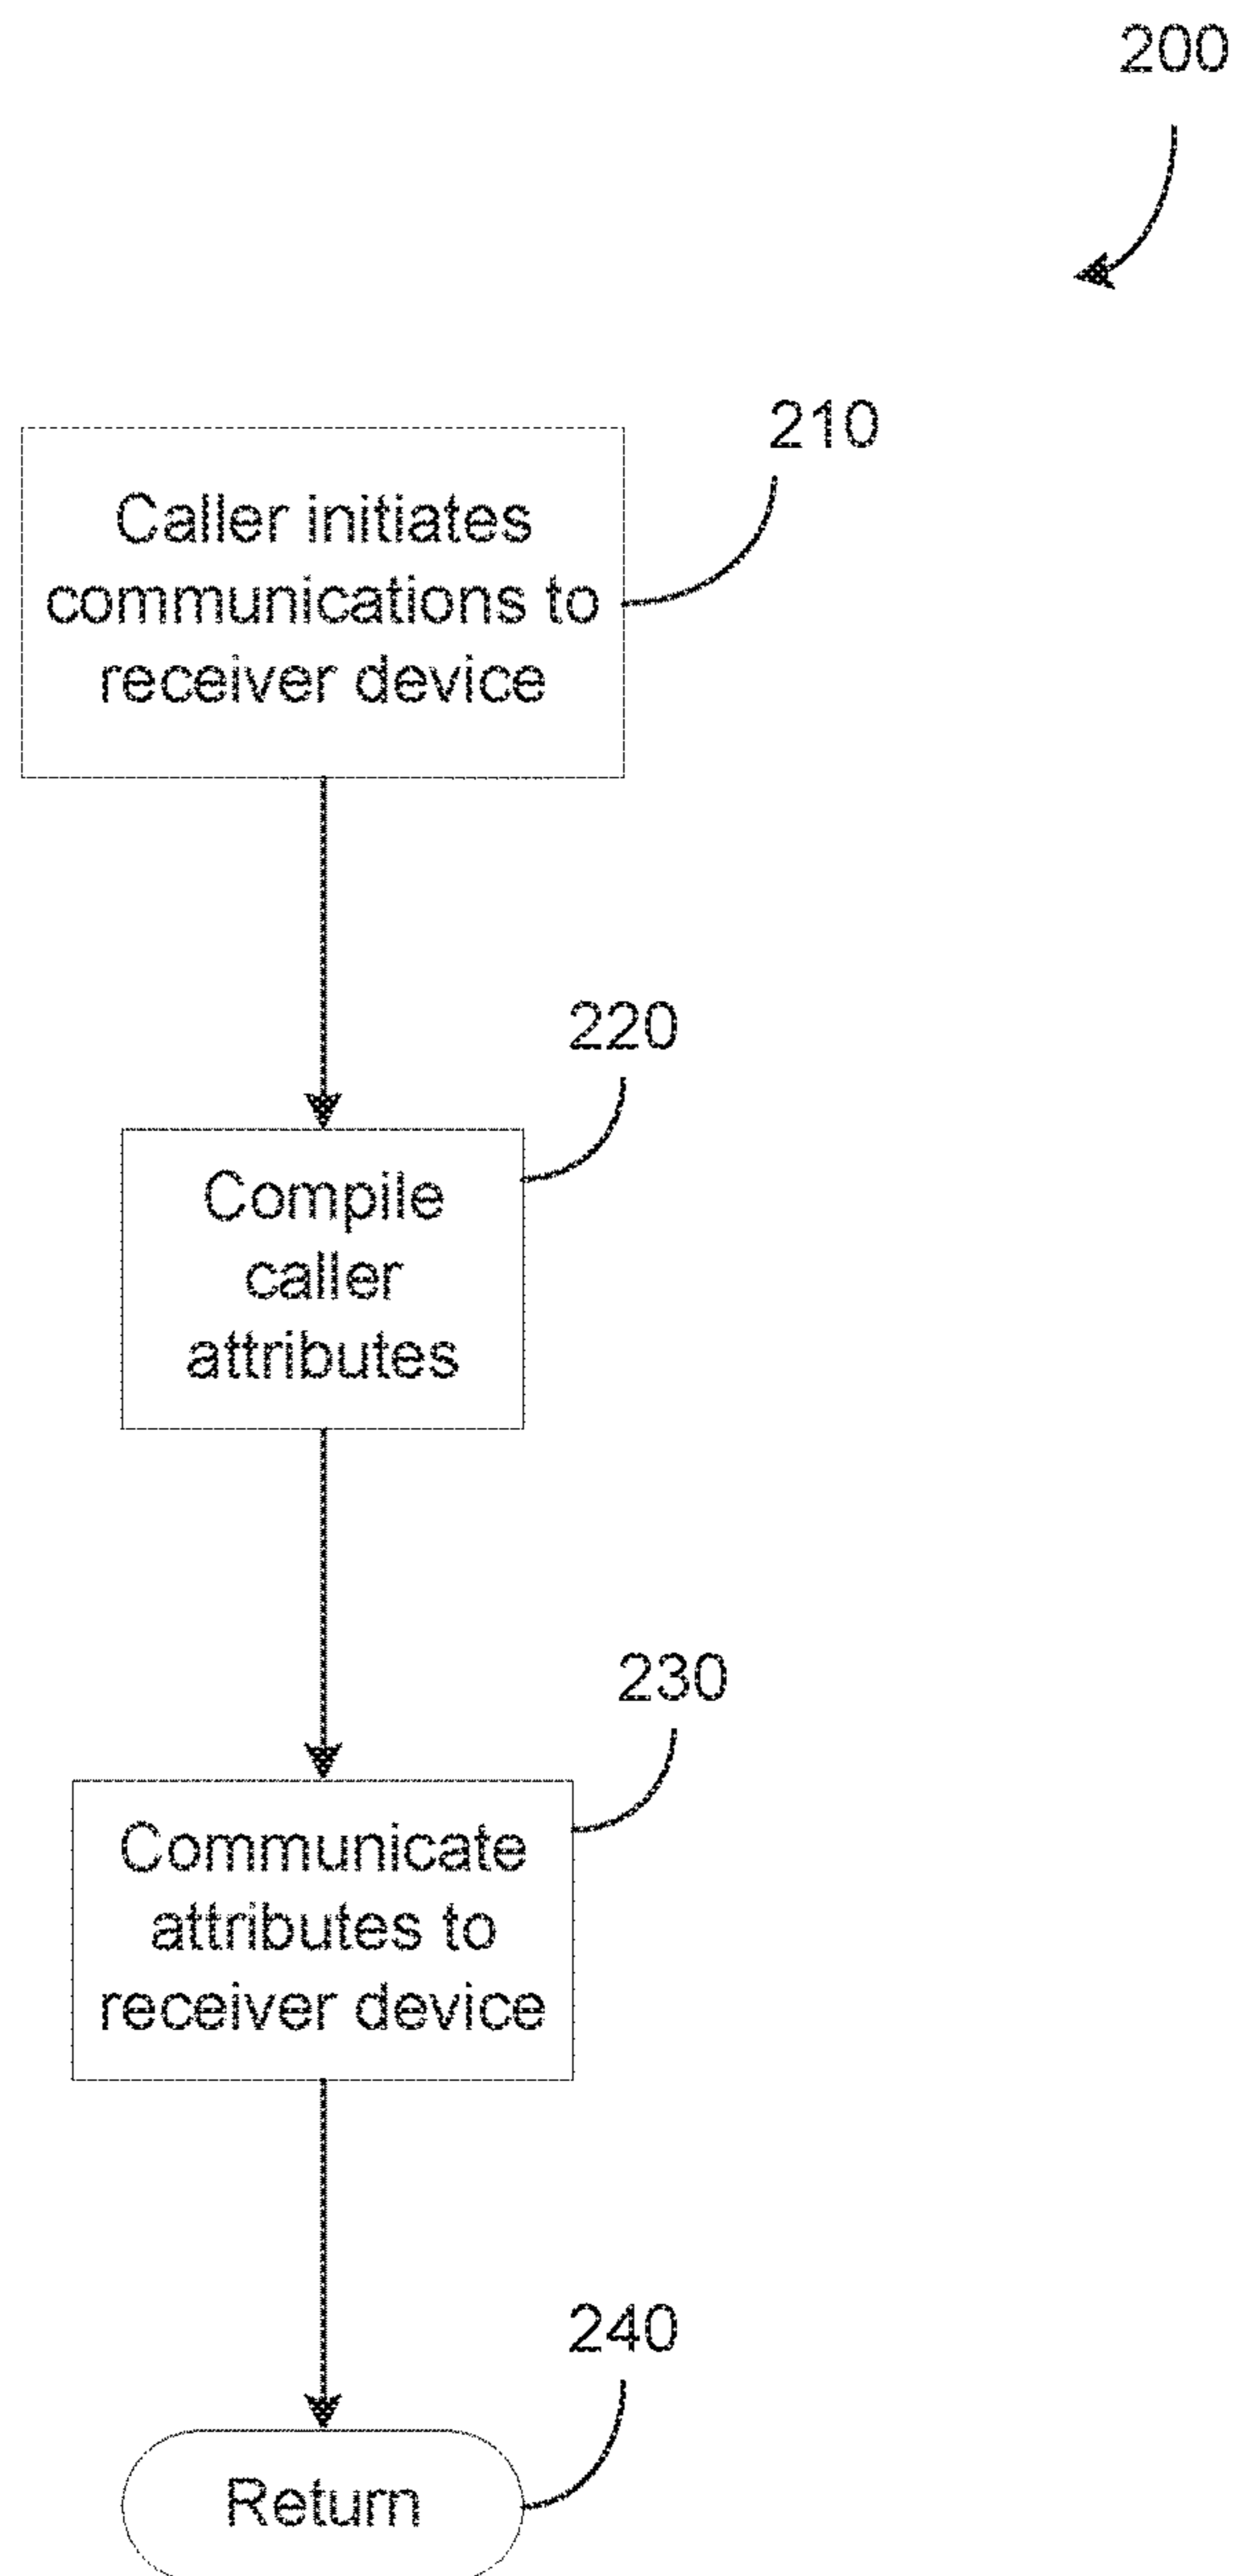 200
210
Caller initiates
communications to
receiver device
220
Compile
caller
attributes
230
Communicate
attributes to
receiver device
240
Return